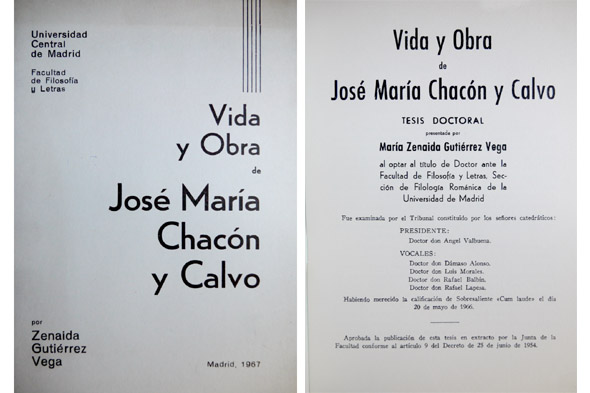 Universidad
Central
de Madrid
Facultad
de Filosofía
y Letras
Vida
y Obra
de
José María
Chacón
y Calvo
por
Zenaida
Gutiérrez
Vega
Madrid, 1967
Vida y Obra
de
José María Chacón y Calvo
TESIS DOCTORAL
presentada por
María Zenaida Gutiérrez Vega
al optar al título de Doctor ante la
Facultad de Filosofía y Letras, Sec-
ción de Filología Románica de la
Universidad de Madrid
Fue examinada por el Tribunal constituido por los señores catedráticos:
PRESIDENTE:
Doctor don Angel Valbuena.
VOCALES:
Doctor don Dámaso Alonso.
Doctor don Luis Morales.
Doctor don Rafael Balbín.
Doctor don Rafael Lapesa.
Habiendo merecido la calificación de Sobresaliente «Cum laude» el día
20 de mayo de 1966.
Aprobada la publicación de esta tesis en extracto por la Junta de la
Facultad conforme al artículo 9 del Decreto de 25 de junio de 1954.